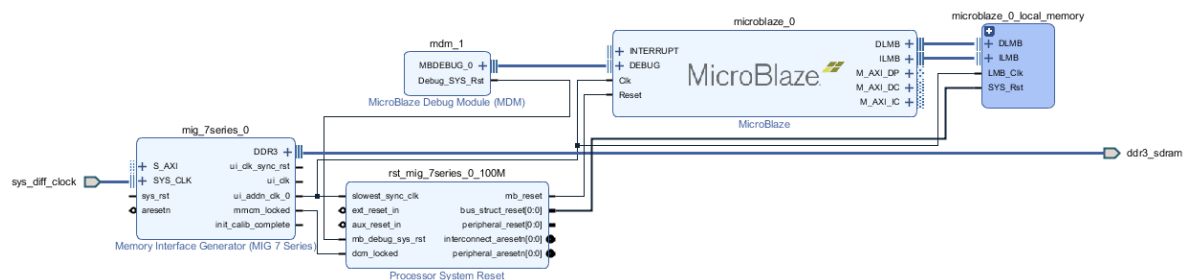 microblaze_0
microblaze_0_local_memory
mdm_1
MBDEBUG_0
Debug_SYS_Rst
MicroBlaze Debug Module (MDM)
INTERRUPT
DEBUG
Clk
Reset
MicroBlaze
DLMB
ILMB
M_AXI_DP
M_AXI_DC
M_AXI_IC
MicroBlaze
DLMB
ILMB
LMB_Clk
SYS_Rst
mig_7series_0
S_AXI
SYS_CLK
sys_rst
aresetn
DDR3
ui_clk_sync_rst
ui_clk
ui_addn_clk_0
mmcm_locked
init_calib_complete
Memory Interface Generator (MIG 7 Series)
sys_diff_clock
ddr3_sdram
rst_mig_7series_0_100M
slowest_sync_clk
ext_reset_in
aux_reset_in
mb_debug_sys_rst
dcm_locked
mb_reset
bus_struct_reset[0:0]
peripheral_reset[0:0]
interconnect_aresetn[0:0]
peripheral_aresetn[0:0]
Processor System Reset